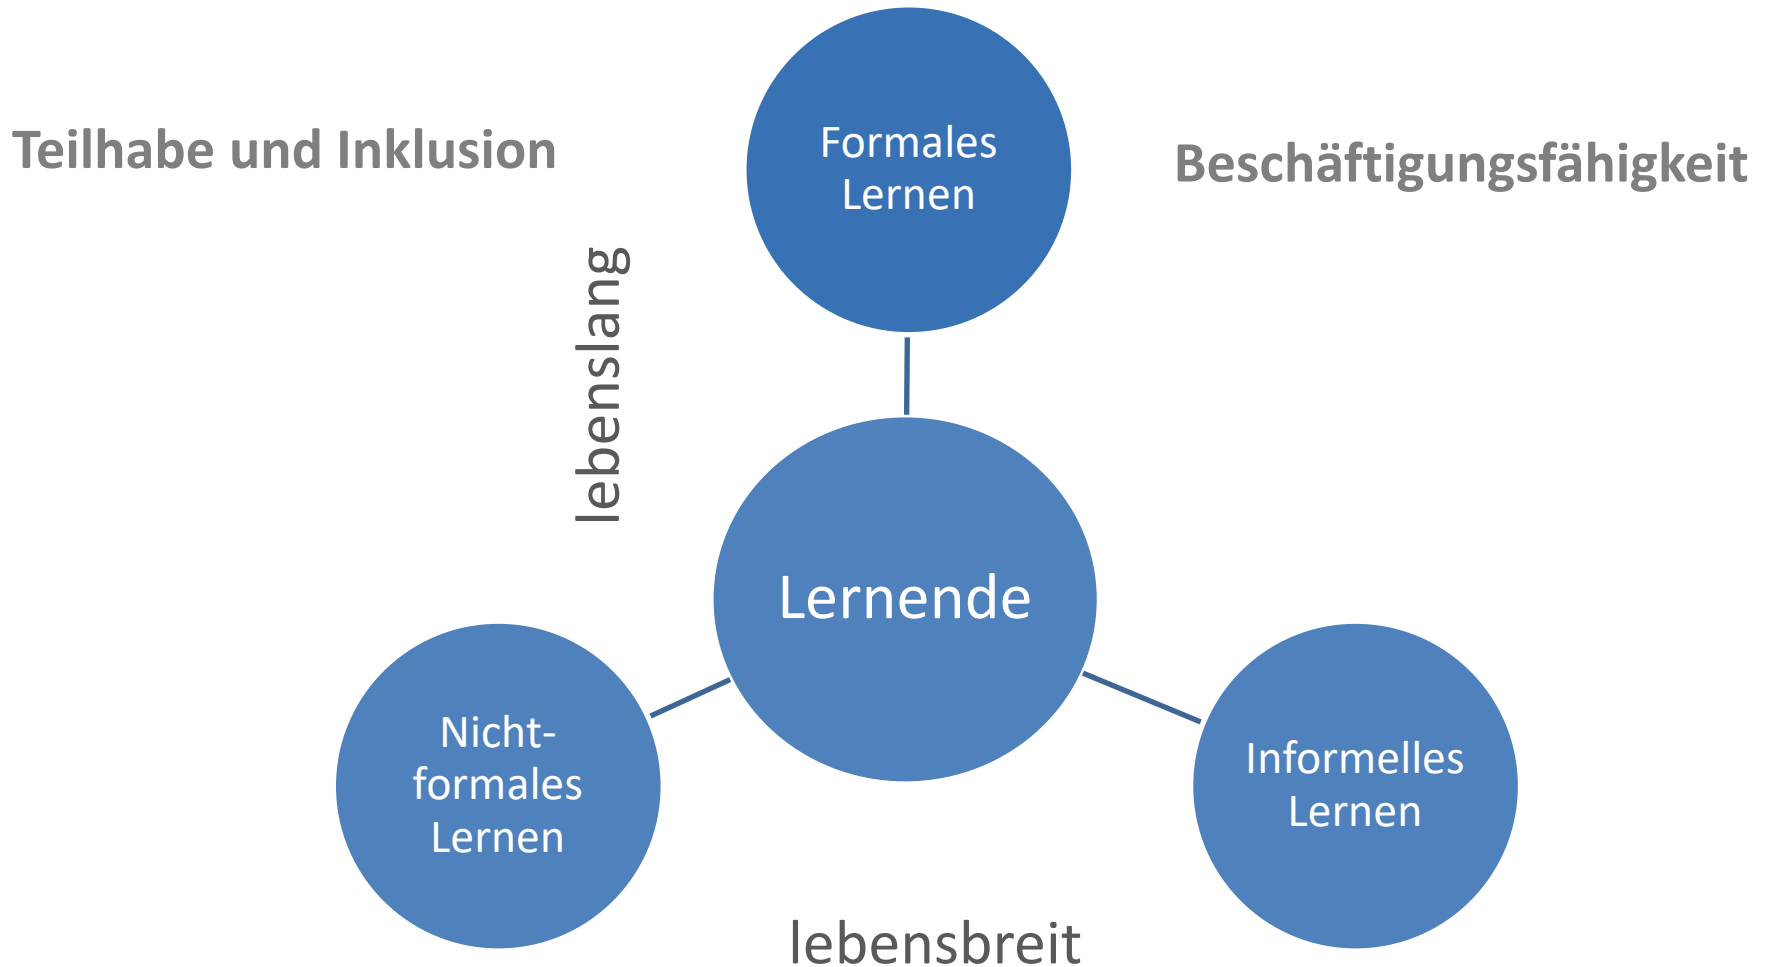 Teilhabe und Inklusion
Formales
Lernen
Beschäftigungsfähigkeit
lebenslang
Lernende
Nicht-
formales
Lernen
Informelles
Lernen
lebensbreit